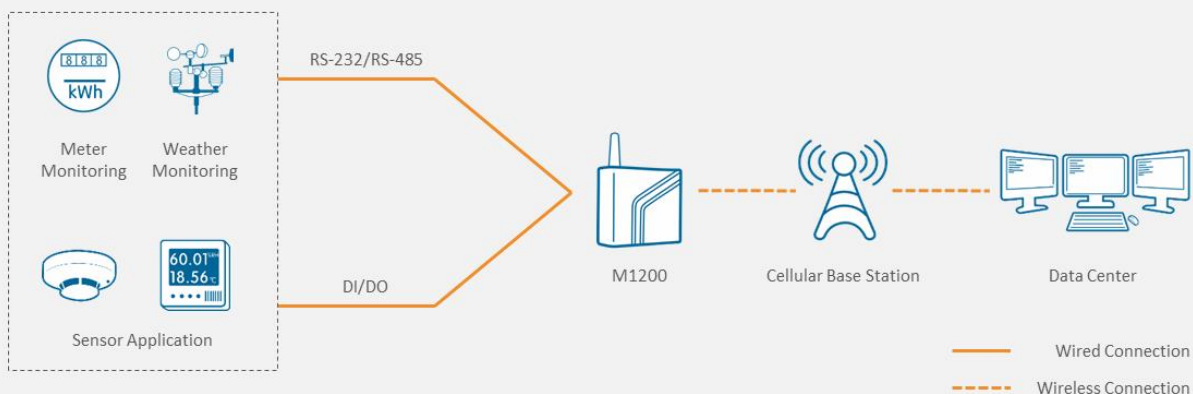 888
kWh
Meter
Monitoring
Weather
Monitoring
RS-232/RS-485
60.01
18.56 °C
Sensor Application
DI/DO
M1200
Cellular Base Station
Data Center
Wired Connection
Wireless Connection